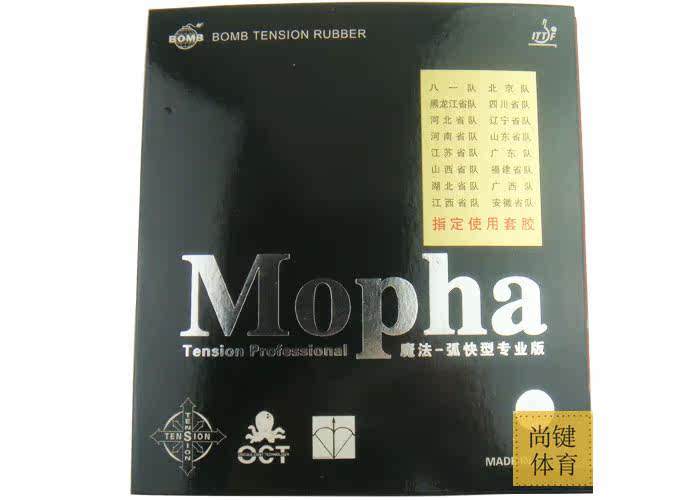 BOMB BOMB TENSION RUBBER
ITTF
八一队 北京队
黑龙江省队 四川省队
河北省队 辽宁省队
河南省队 山东省队
江苏省队 广东队
山西省队 福建省队
湖北省队 广西队
江西省队 安徽省队
指定使用套胶
Mopha
Tension Professional 魔法-弧快型专业版
TENSION
TENSION
OCT
MADE IN
尚键
体育